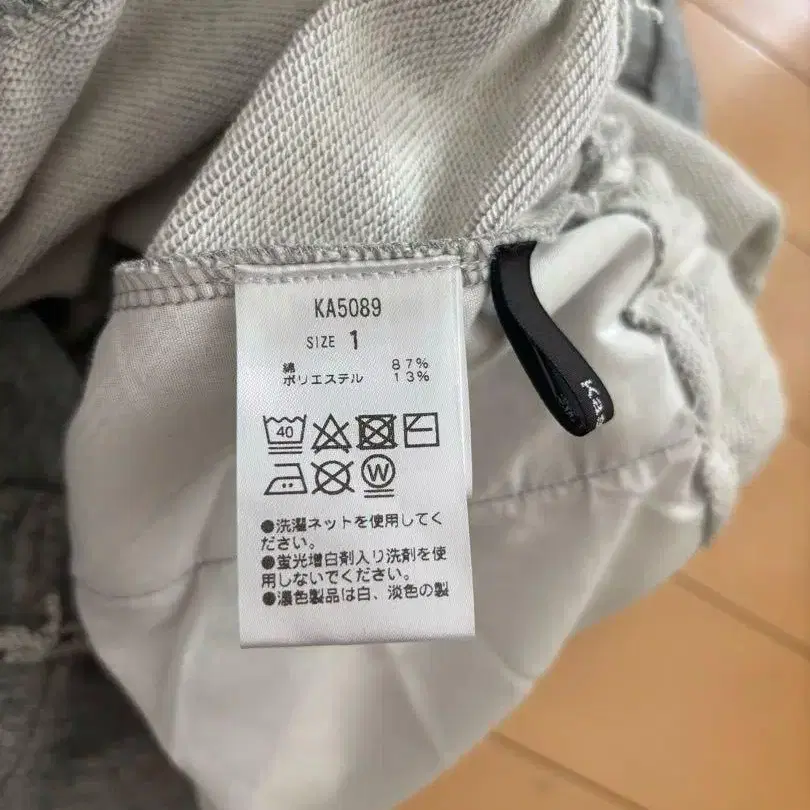 KA5089
SIZE 1
綿 87%
ポリエステル 13%
40
W
●洗濯ネットを使用してく
ださい。
●蛍光増白剤入り洗剤を使
用しないでください。
●濃色製品は白、淡色の製